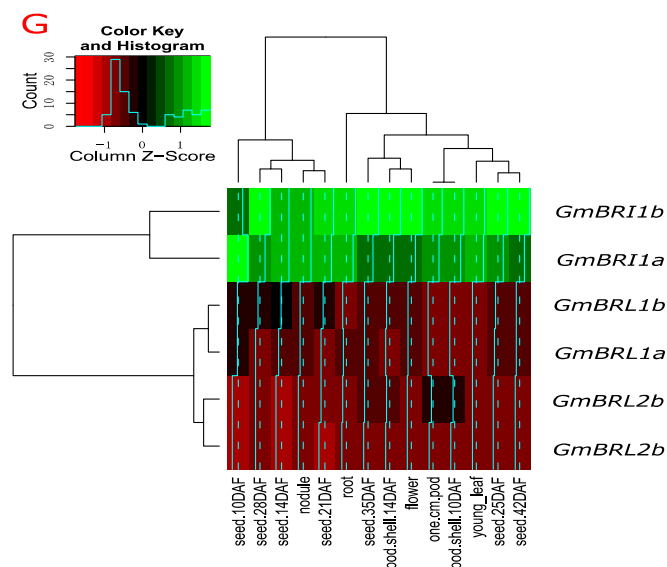 G
Color Key
and Histogram
Count
0 10 20 30
−1 0 1
Column Z−Score
GmBRI1b
GmBRI1a
GmBRL1b
GmBRL1a
GmBRL2b
GmBRL2b
seed.10DAF
seed.28DAF
seed.14DAF
nodule
seed.21DAF
root
seed.35DAF
ood.shell.14DAF
flower
one.cm.pod
ood.shell.10DAF
young_leaf
seed.25DAF
seed.42DAF